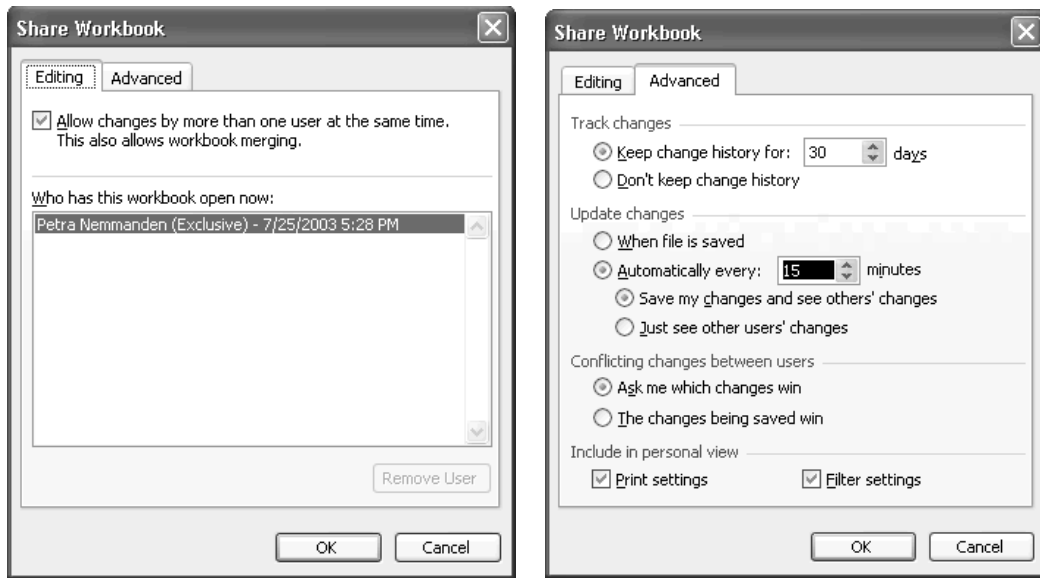 Share Workbook
Editing
Advanced
Allow changes by more than one user at the same time.
This also allows workbook merging.
Who has this workbook open now:
Petra Nemmanden (Exclusive) - 7/25/2003 5:28 PM
Remove User
OK
Cancel
Share Workbook
Editing
Advanced
Track changes
Keep change history for: 30 days
Don't keep change history
Update changes
When file is saved
Automatically every: 15 minutes
Save my changes and see others' changes
Just see other users' changes
Conflicting changes between users
Ask me which changes win
The changes being saved win
Include in personal view
Print settings
Filter settings
OK
Cancel